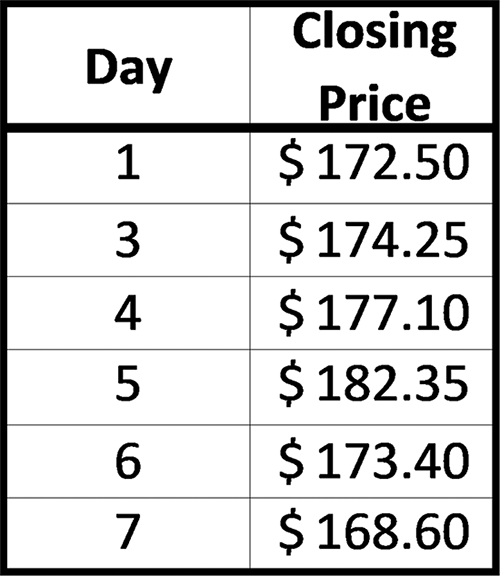 Day Closing Price
1 $ 172.50
3 $ 174.25
4 $ 177.10
5 $ 182.35
6 $ 173.40
7 $ 168.60